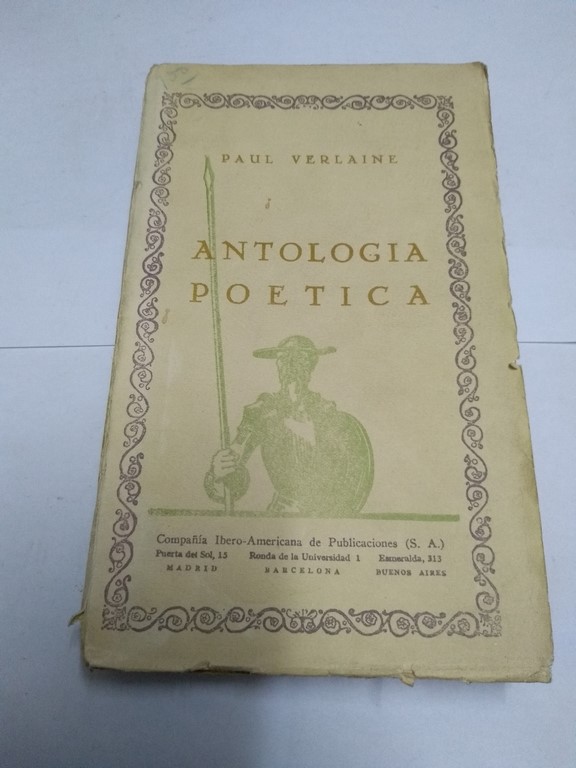 PAUL VERLAINE
ANTOLOGIA
POETICA
Compañía Ibero-Americana de Publicaciones (S. A.)
Puerta del Sol, 15 Ronda de la Universidad 1 Esmeralda, 313
MADRID BARCELONA BUENOS AIRES